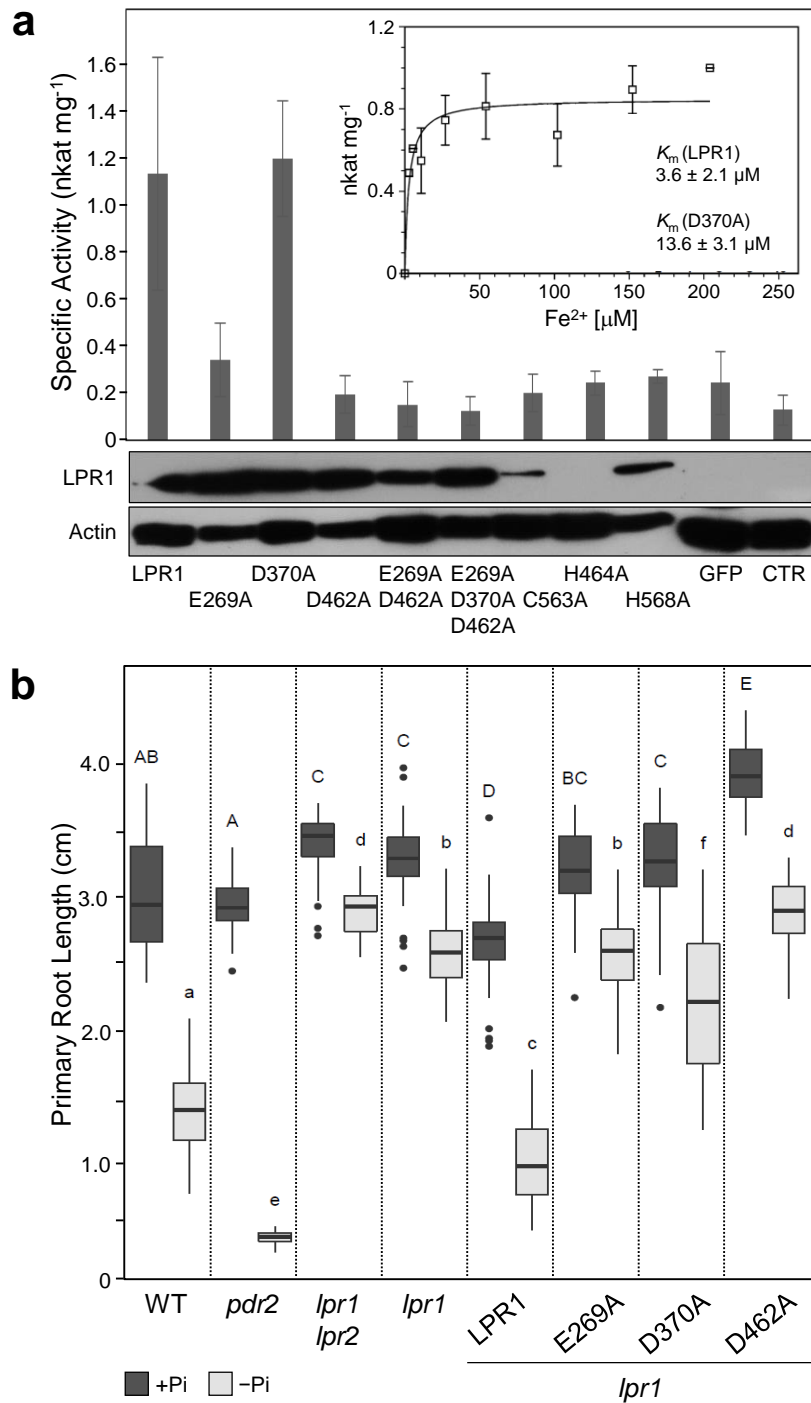 a
Specific Activity (nkat mg⁻¹)
1.6
1.4
1.2
1.0
0.8
0.6
0.4
0.2
0
nkat mg⁻¹
1.2
0.8
0.4
0
0 50 100 150 200 250
Fe²⁺ [μM]
Kₘ (LPR1)
3.6 ± 2.1 μM
Kₘ (D370A)
13.6 ± 3.1 μM
LPR1
Actin
LPR1 D370A E269A E269A H464A GFP CTR
E269A D462A D462A D370A C563A H568A
D462A
b
Primary Root Length (cm)
4.0
3.0
2.0
1.0
0
AB
a
A
e
C
d
C
b
D
c
BC
b
C
f
E
d
WT pdr2 lpr1 lpr1 LPR1 E269A D370A D462A
lpr2
+Pi −Pi lpr1